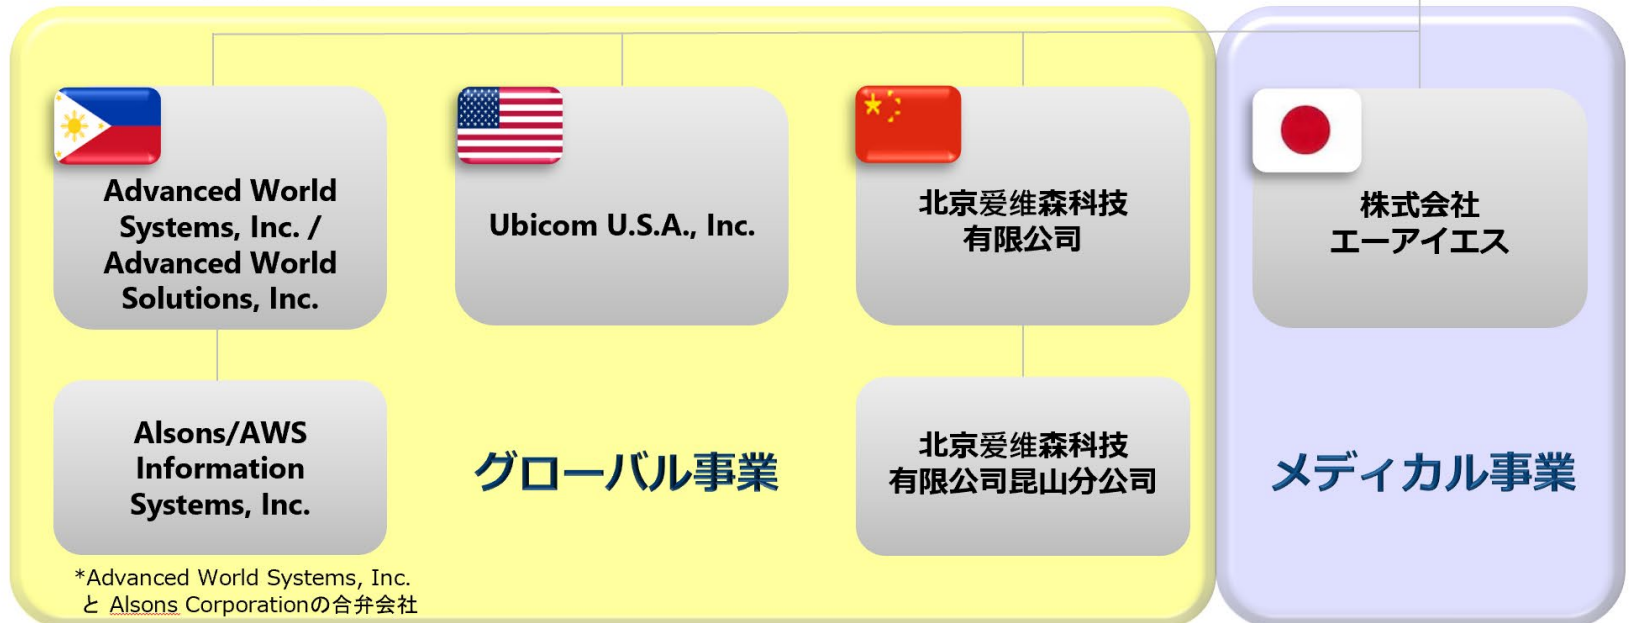 Advanced World
Systems, Inc. /
Advanced World
Solutions, Inc.
Ubicom U.S.A., Inc.
北京爱维森科技
有限公司
株式会社
エーアイエス
Alsons/AWS
Information
Systems, Inc.
グローバル事業
北京爱维森科技
有限公司昆山分公司
メディカル事業
*Advanced World Systems, Inc.
と Alsons Corporationの合弁会社